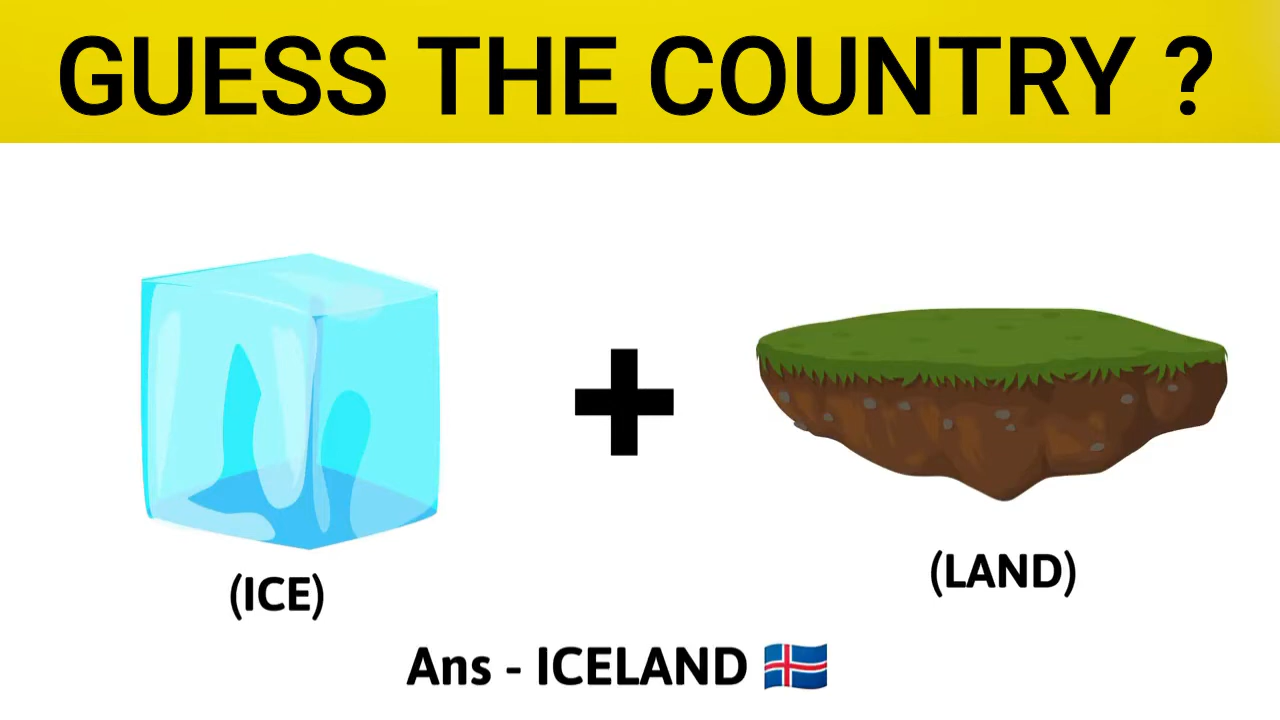 GUESS THE COUNTRY ?
+
(ICE)
(LAND)
Ans - ICELAND 🇮🇸